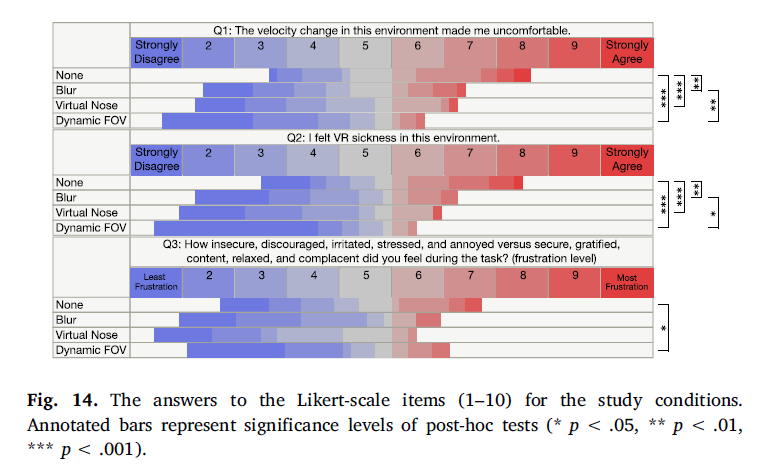 Q1: The velocity change in this environment made me uncomfortable.
Strongly Disagree 2 3 4 5 6 7 8 9 Strongly Agree
None
Blur
Virtual Nose
Dynamic FOV
*** *** ** **
Q2: I felt VR sickness in this environment.
Strongly Disagree 2 3 4 5 6 7 8 9 Strongly Agree
None
Blur
Virtual Nose
Dynamic FOV
*** *** ** *
Q3: How insecure, discouraged, irritated, stressed, and annoyed versus secure, gratified,
content, relaxed, and complacent did you feel during the task? (frustration level)
Least Frustration 2 3 4 5 6 7 8 9 Most Frustration
None
Blur
Virtual Nose
Dynamic FOV
*
Fig. 14. The answers to the Likert-scale items (1–10) for the study conditions.
Annotated bars represent significance levels of post-hoc tests (* p < .05, ** p < .01,
*** p < .001).